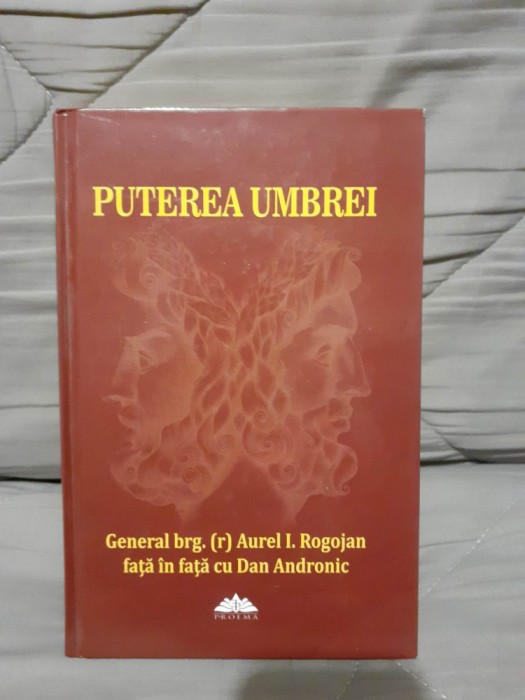 PUTEREA UMBREI
General brg. (r) Aurel I. Rogojan
față în față cu Dan Andronic
PROEMA